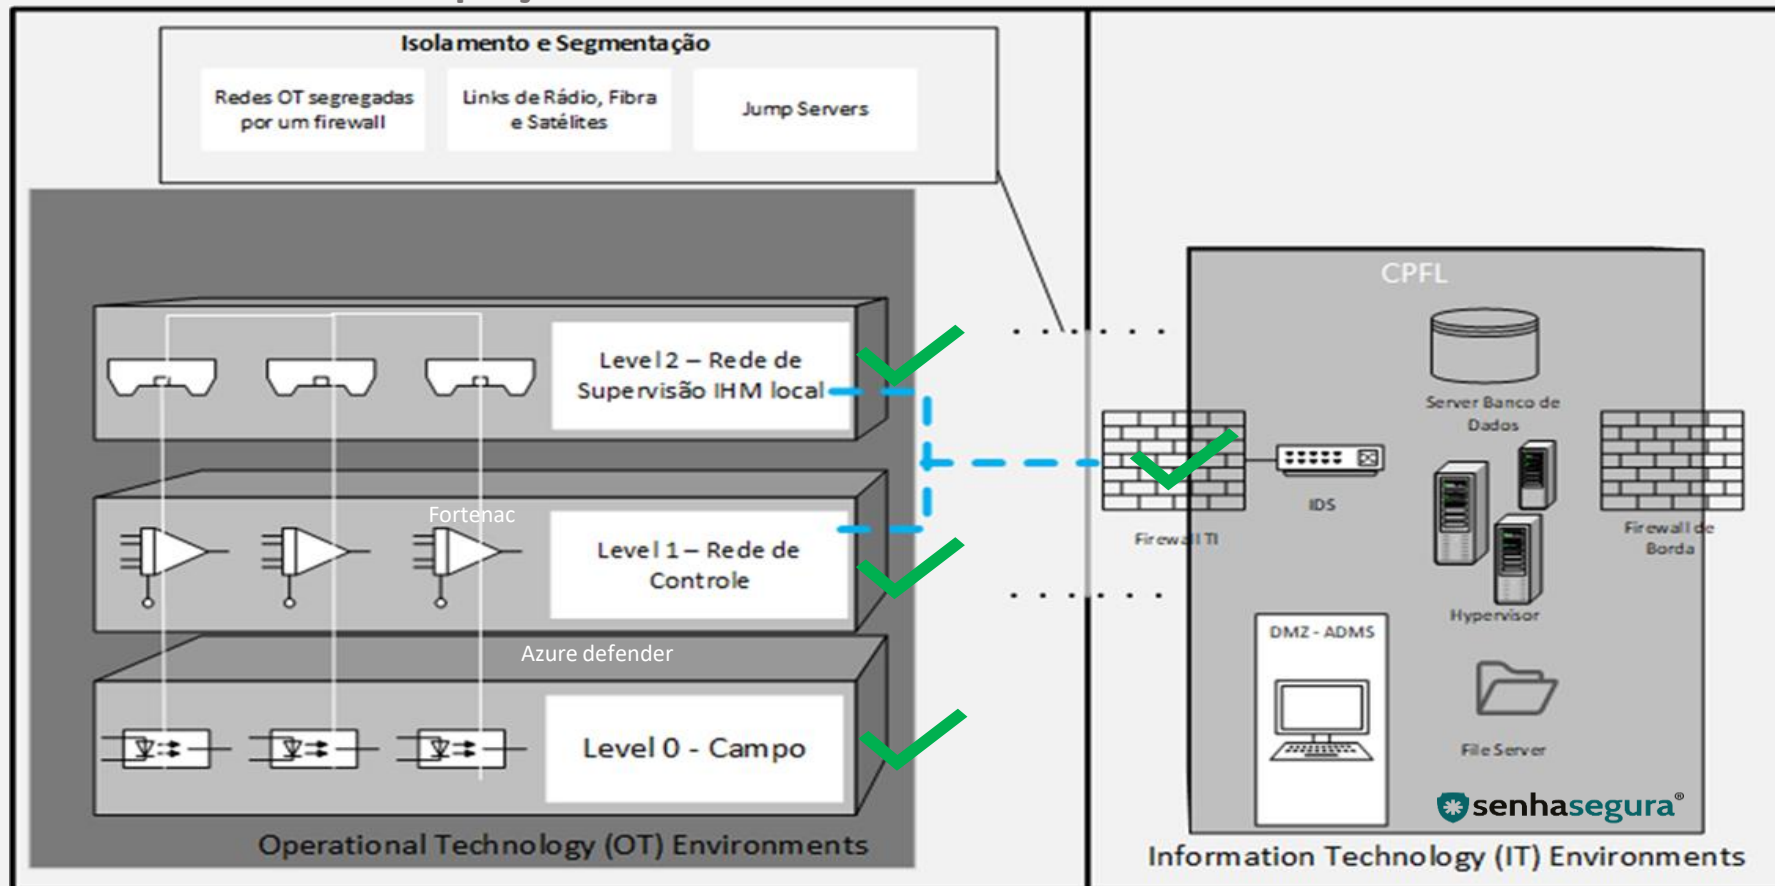 Isolamento e Segmentação
Redes OT segregadas
por um firewall
Links de Rádio, Fibra
e Satélites
Jump Servers
Level 2 – Rede de
Supervisão IHM local
Fortenac
Level 1 – Rede de
Controle
Azure defender
Level 0 - Campo
Operational Technology (OT) Environments
CPFL
Server Banco de
Dados
IDS
Firewall TI
Firewall de
Borda
Hypervisor
DMZ - ADMS
File Server
senhasegura®
Information Technology (IT) Environments